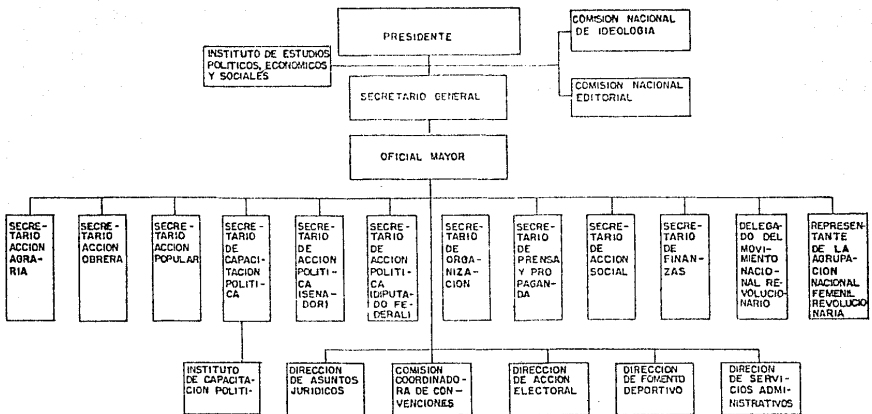 PRESIDENTE
COMISION NACIONAL
DE IDEOLOGIA
INSTITUTO DE ESTUDIOS
POLITICOS, ECONOMICOS
Y SOCIALES
SECRETARIO GENERAL
COMISION NACIONAL
EDITORIAL
OFICIAL MAYOR
SECRE-
TARIO
ACCION
AGRA-
RIA
SECRE-
TARIO
ACCION
OBRERA
SECRE-
TARIO
ACCION
POPULAR
SECRE-
TARIO
DE
CAPACI-
TACION
POLITI-
CA
SECRE-
TARIO
DE
ACCION
POLITI-
CA
(SENA-
DOR)
SECRE-
TARIO
DE
ACCION
POLITICA
(DIPUTA-
DO FE-
DERAL)
SECRE-
TARIO
DE
ORGA-
NIZA-
CION
SECRE-
TARIO
DE
PRENSA
Y PRO
PAGAN-
DA
SECRE-
TARIO
DE
ACCION
SOCIAL
SECRE-
TARIO
DE
FINAN-
ZAS
DELEGA-
DO DEL
MOVI-
MIENTO
NACIO-
NAL RE-
VOLUCIO-
NARIO
REPRESEN-
TANTE
DE LA
AGRUPA-
CION
NACIONAL
FEMENIL
REVOLUCIO-
NARIA
INSTITUTO
DE CAPACITA-
CION POLITI-
DIRECCION
DE ASUNTOS
JURIDICOS
COMISION
COORDINADO-
RA DE CON-
VENCIONES
DIRECCION
DE ACCION
ELECTORAL
DIRECCION
DE FOMENTO
DEPORTIVO
DIRECION
DE SERVI-
CIOS ADMI-
NISTRATIVOS